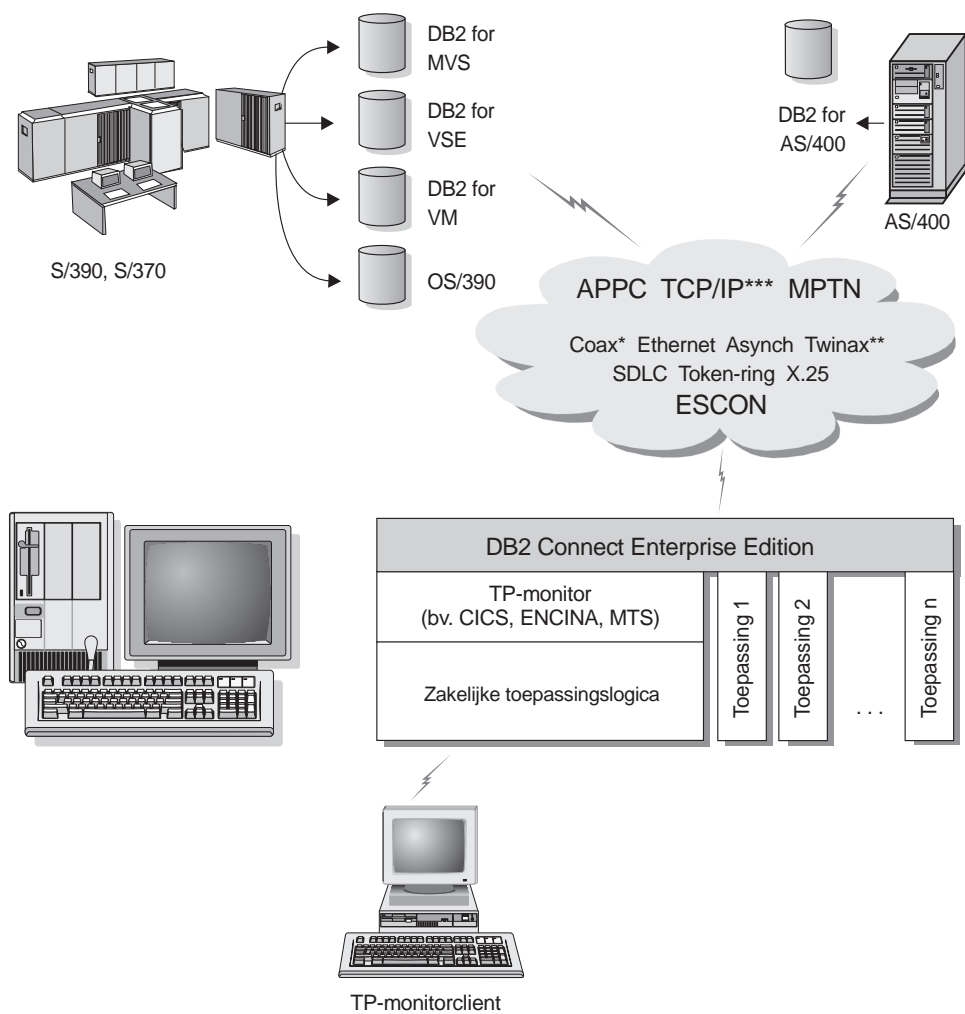 DB2 for
MVS
DB2 for
VSE
DB2 for
VM
OS/390
S/390, S/370
DB2 for
AS/400
AS/400
APPC TCP/IP*** MPTN
Coax* Ethernet Asynch Twinax**
SDLC Token-ring X.25
ESCON
DB2 Connect Enterprise Edition
TP-monitor
(bv. CICS, ENCINA, MTS)
Zakelijke toepassingslogica
Toepassing 1
Toepassing 2
. . .
Toepassing n
TP-monitorclient